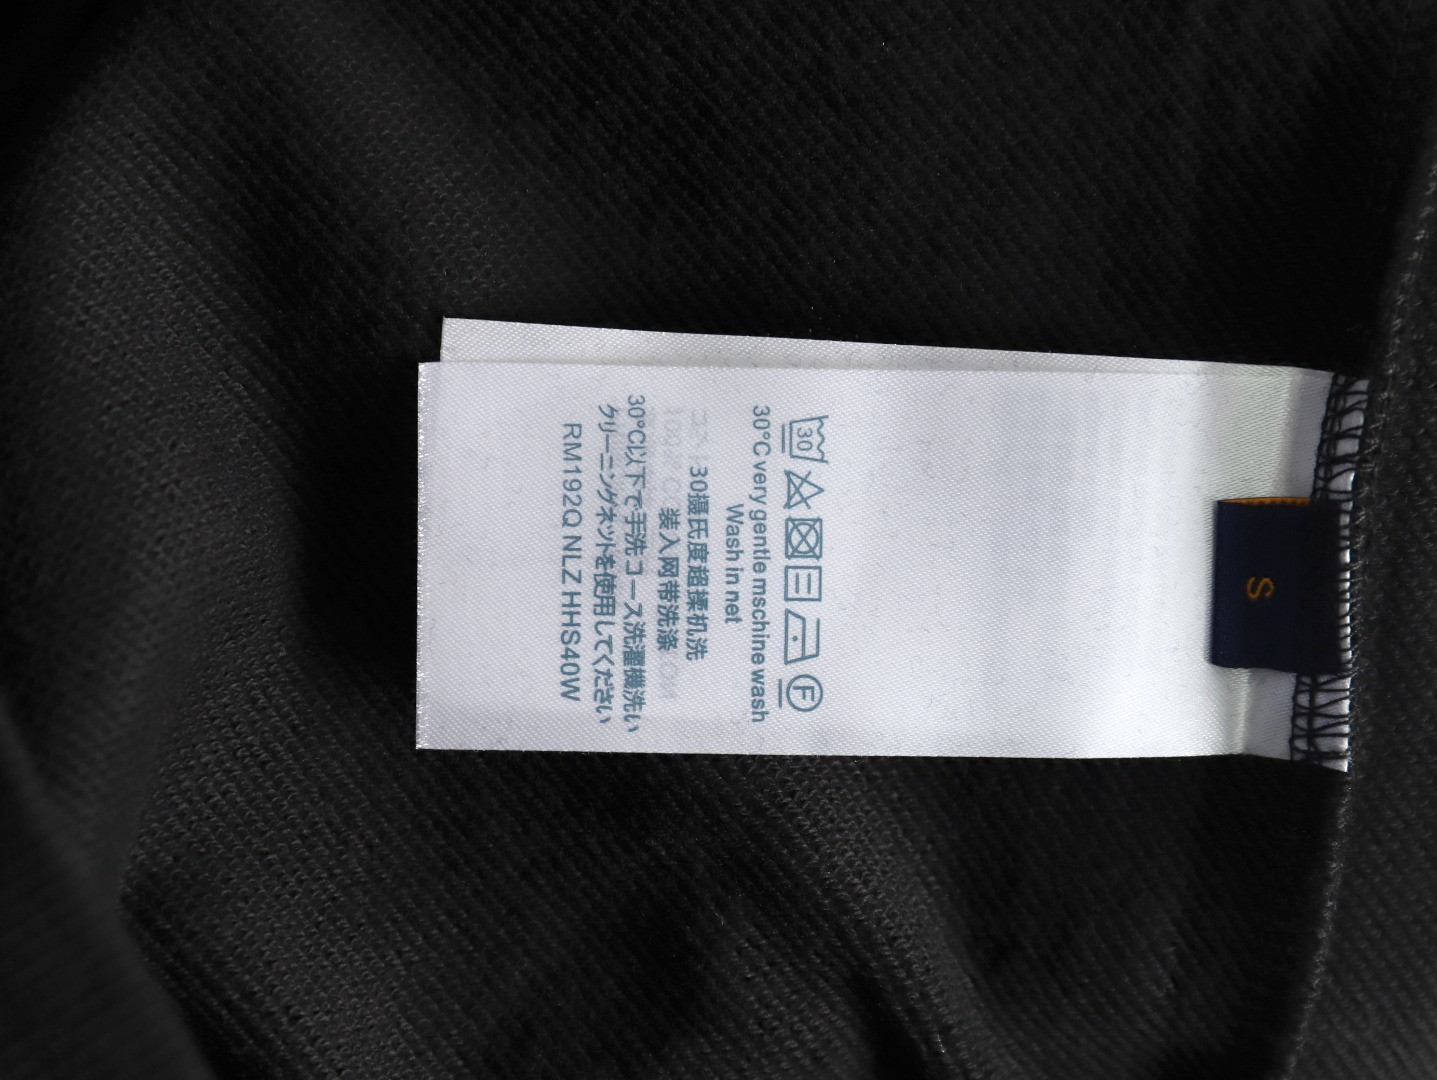 30
F
30°C very gentle mschine wash
Wash in net
30摄氏度超揉机洗
装入网带洗涤
30°C以下で手洗コース洗濯機洗い
クリーニングネットを使用してください
RM192Q NLZ HHS40W
S